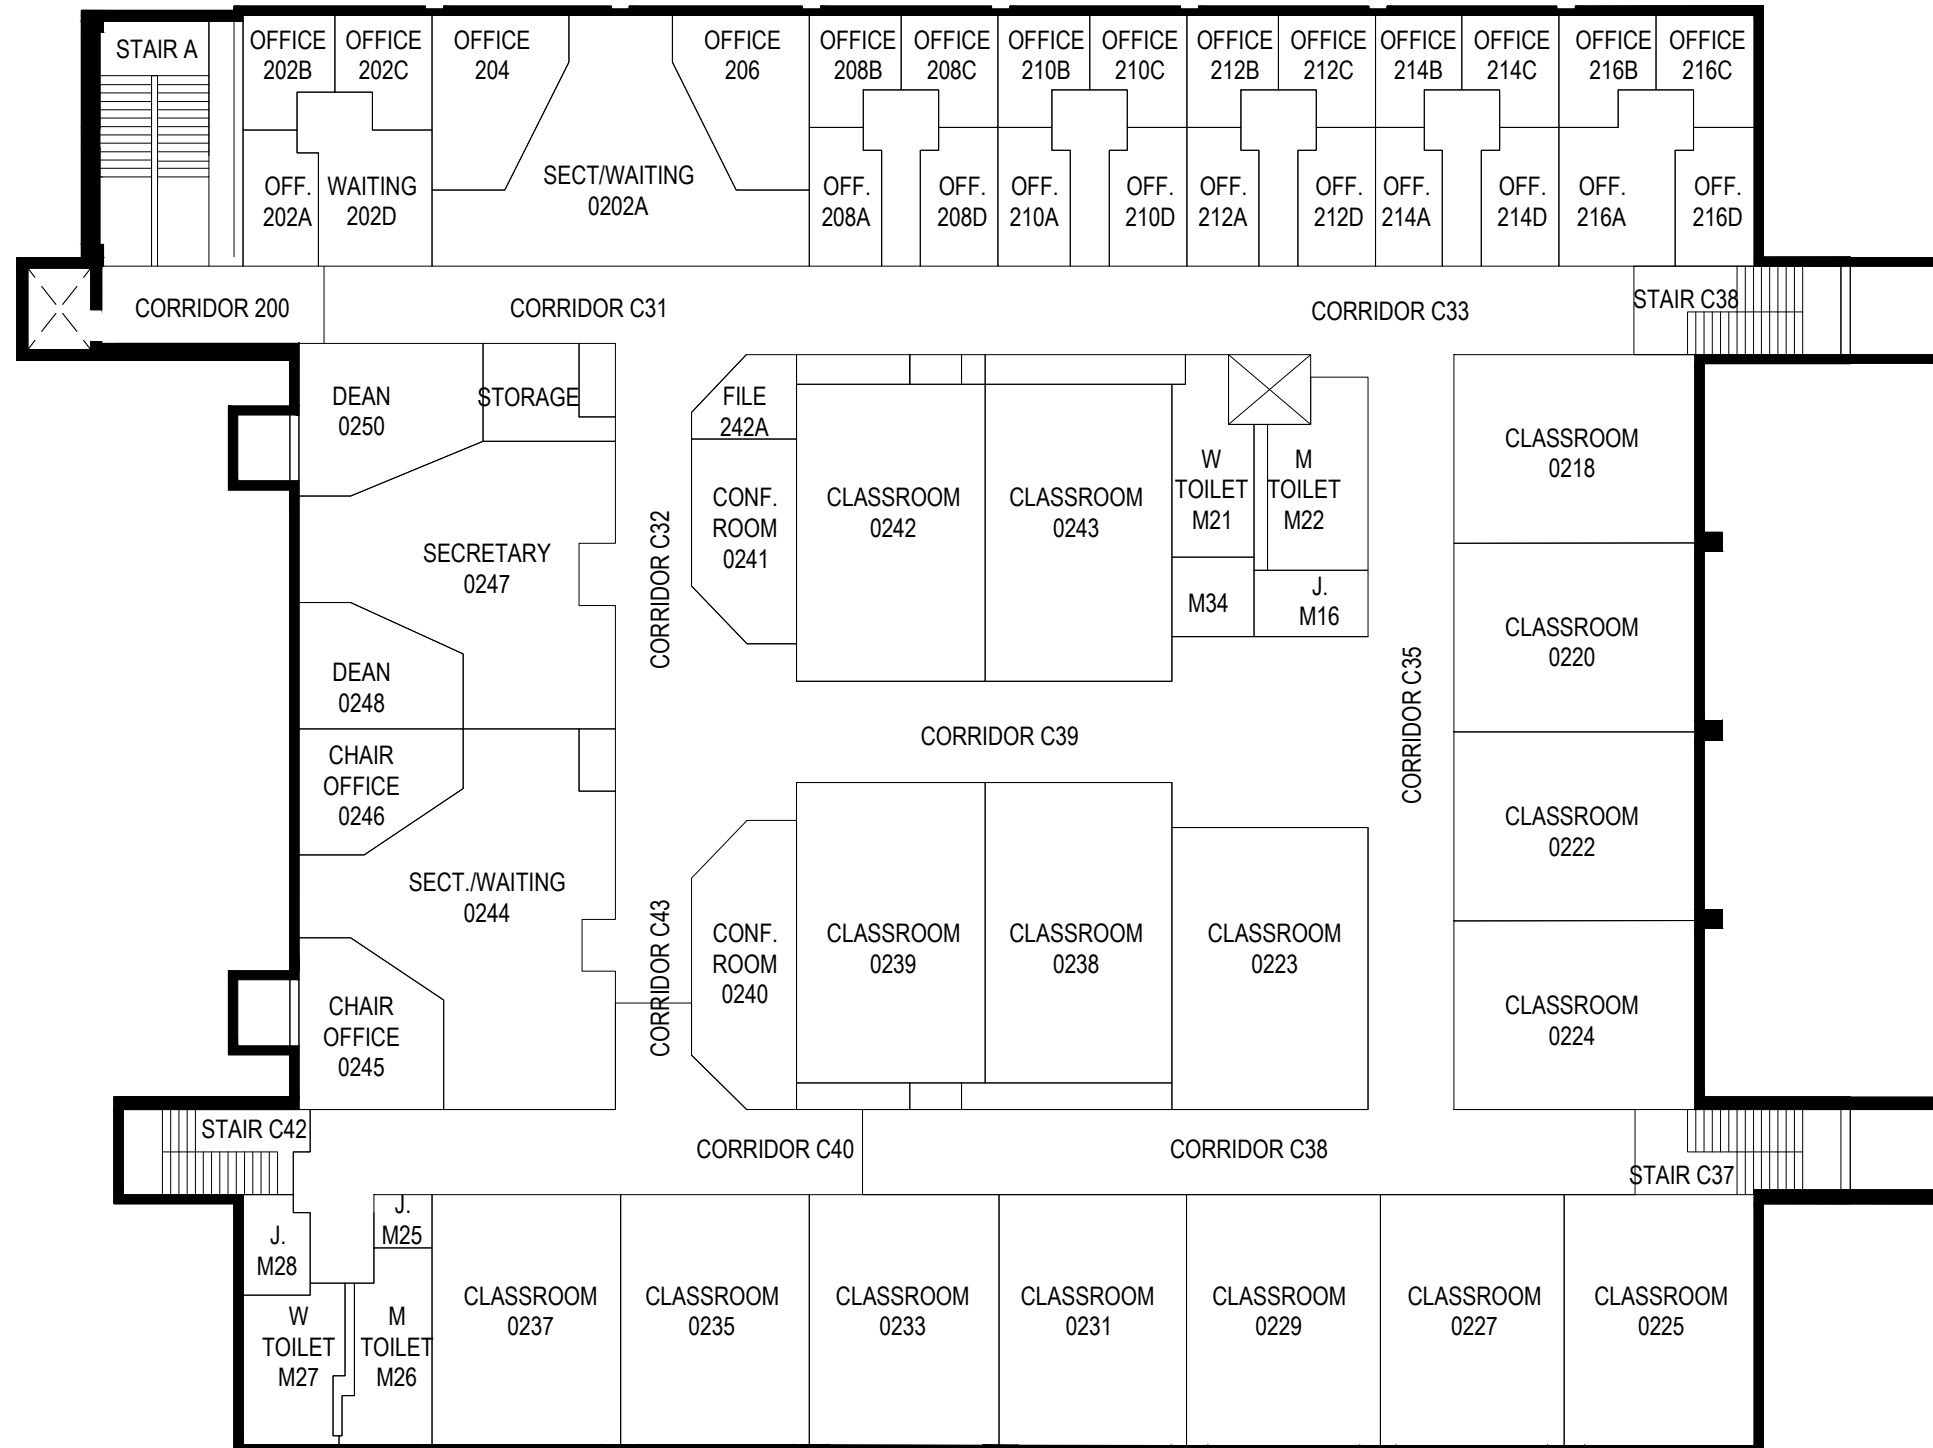 STAIR A
OFFICE
202B
OFFICE
202C
OFFICE
204
OFFICE
206
OFFICE
208B
OFFICE
208C
OFFICE
210B
OFFICE
210C
OFFICE
212B
OFFICE
212C
OFFICE
214B
OFFICE
214C
OFFICE
216B
OFFICE
216C
OFF.
202A
WAITING
202D
SECT/WAITING
0202A
OFF.
208A
OFF.
208D
OFF.
210A
OFF.
210D
OFF.
212A
OFF.
212D
OFF.
214A
OFF.
214D
OFF.
216A
OFF.
216D
CORRIDOR 200
CORRIDOR C31
CORRIDOR C33
STAIR C38
DEAN
0250
STORAGE
FILE
242A
CLASSROOM
0218
W
TOILET
M21
M
TOILET
M22
CONF.
ROOM
0241
CLASSROOM
0242
CLASSROOM
0243
SECRETARY
0247
CORRIDOR C32
M34
J.
M16
CLASSROOM
0220
DEAN
0248
CORRIDOR C39
CORRIDOR C35
CHAIR
OFFICE
0246
CLASSROOM
0222
SECT./WAITING
0244
CORRIDOR C43
CONF.
ROOM
0240
CLASSROOM
0239
CLASSROOM
0238
CLASSROOM
0223
CHAIR
OFFICE
0245
CLASSROOM
0224
STAIR C42
CORRIDOR C40
CORRIDOR C38
STAIR C37
J.
M28
J.
M25
W
TOILET
M27
M
TOILET
M26
CLASSROOM
0237
CLASSROOM
0235
CLASSROOM
0233
CLASSROOM
0231
CLASSROOM
0229
CLASSROOM
0227
CLASSROOM
0225